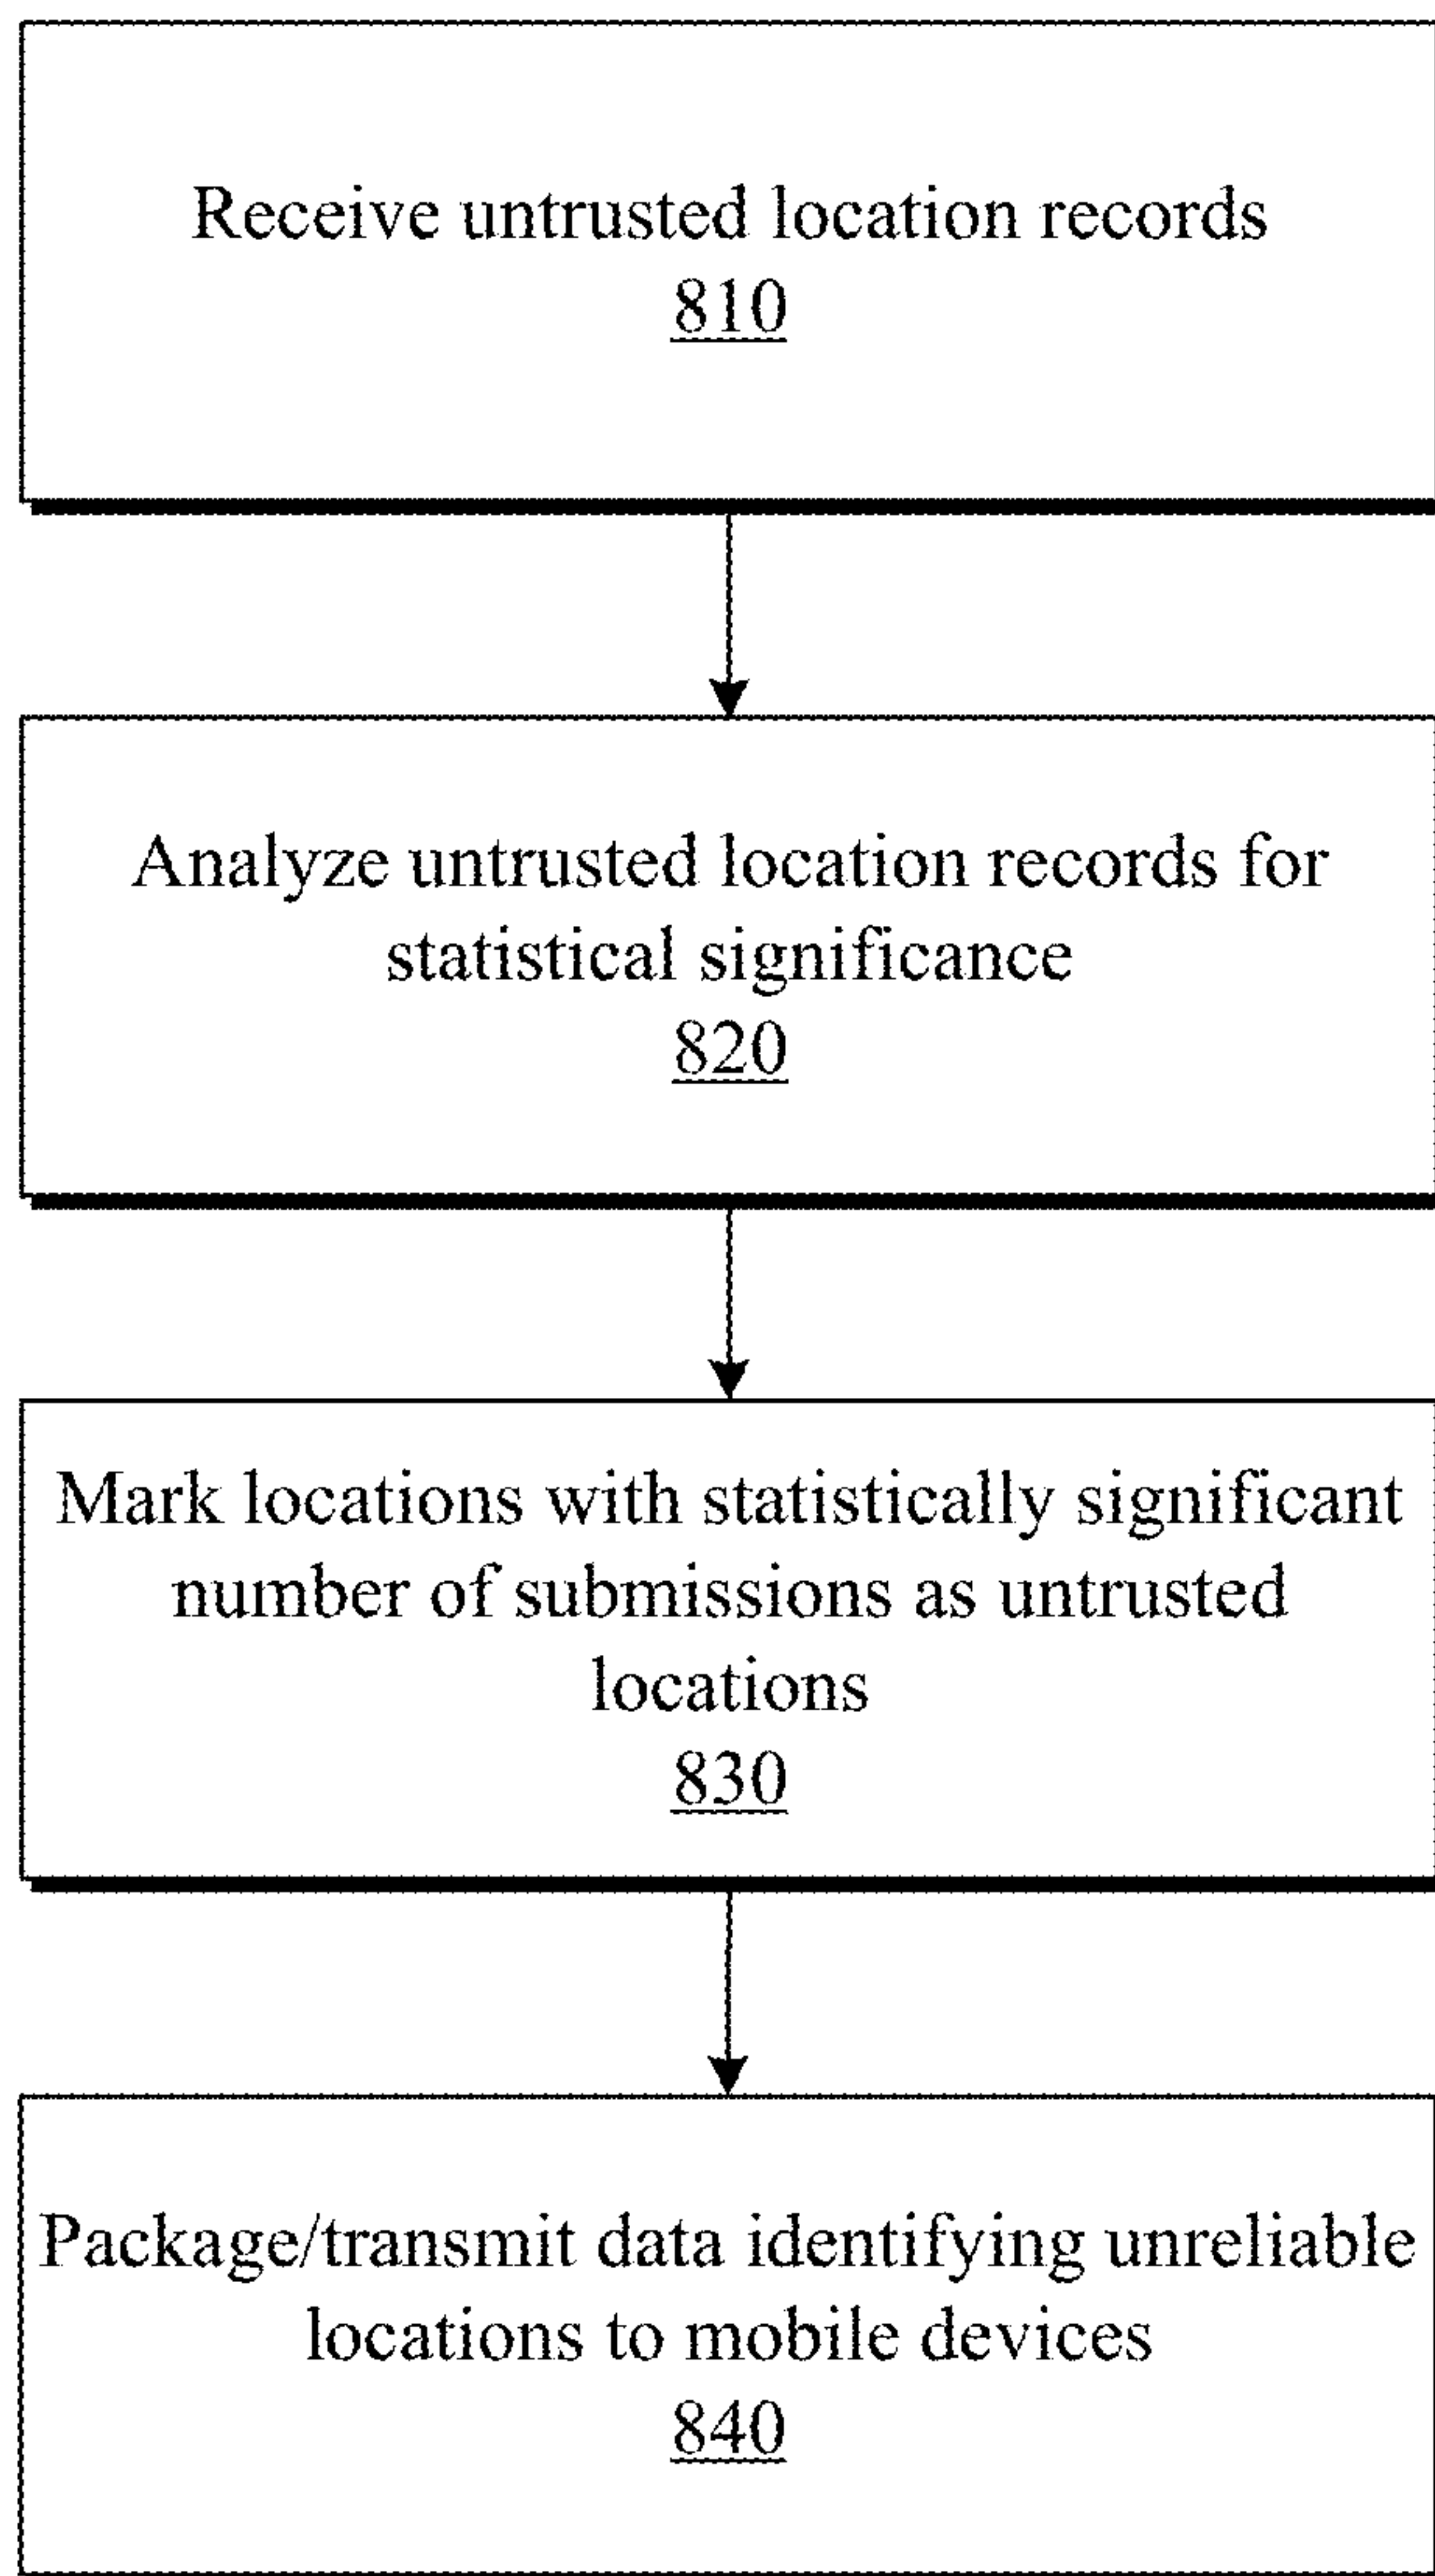 Receive untrusted location records
810
Analyze untrusted location records for
statistical significance
820
Mark locations with statistically significant
number of submissions as untrusted
locations
830
Package/transmit data identifying unreliable
locations to mobile devices
840